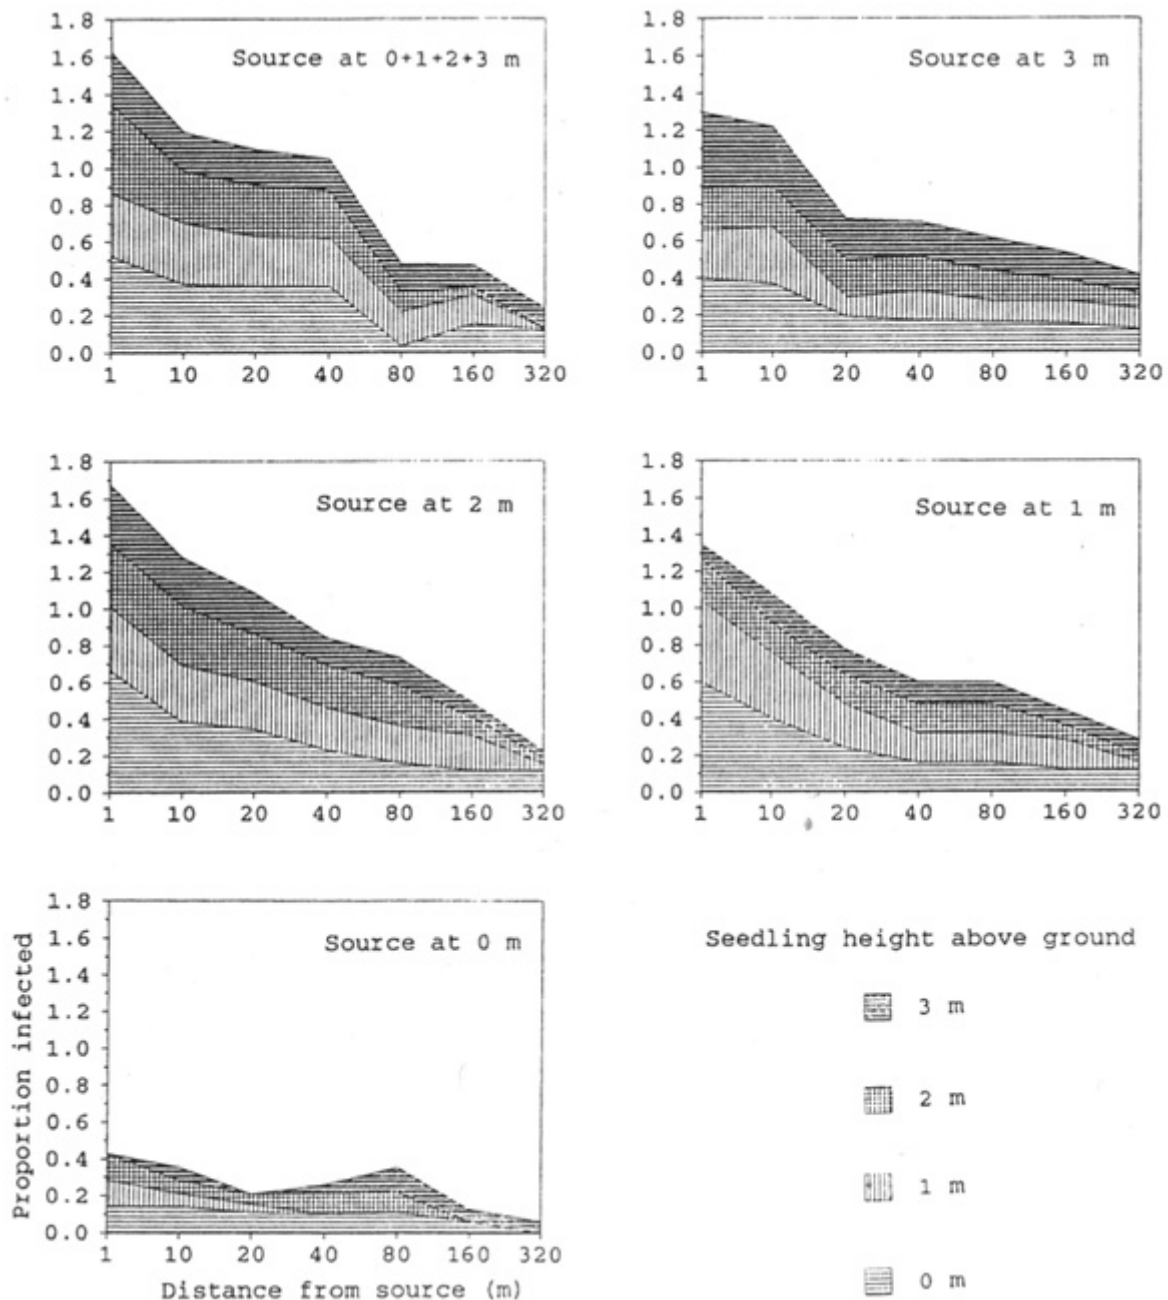 1.8
1.6
1.4
1.2
1.0
0.8
0.6
0.4
0.2
0.0
Source at 0+1+2+3 m
1 10 20 40 80 160 320
1.8
1.6
1.4
1.2
1.0
0.8
0.6
0.4
0.2
0.0
Source at 3 m
1 10 20 40 80 160 320
1.8
1.6
1.4
1.2
1.0
0.8
0.6
0.4
0.2
0.0
Source at 2 m
1 10 20 40 80 160 320
1.8
1.6
1.4
1.2
1.0
0.8
0.6
0.4
0.2
0.0
Source at 1 m
1 10 20 40 80 160 320
Proportion infected
1.8
1.6
1.4
1.2
1.0
0.8
0.6
0.4
0.2
0.0
Source at 0 m
1 10 20 40 80 160 320
Distance from source (m)
Seedling height above ground
3 m
2 m
1 m
0 m